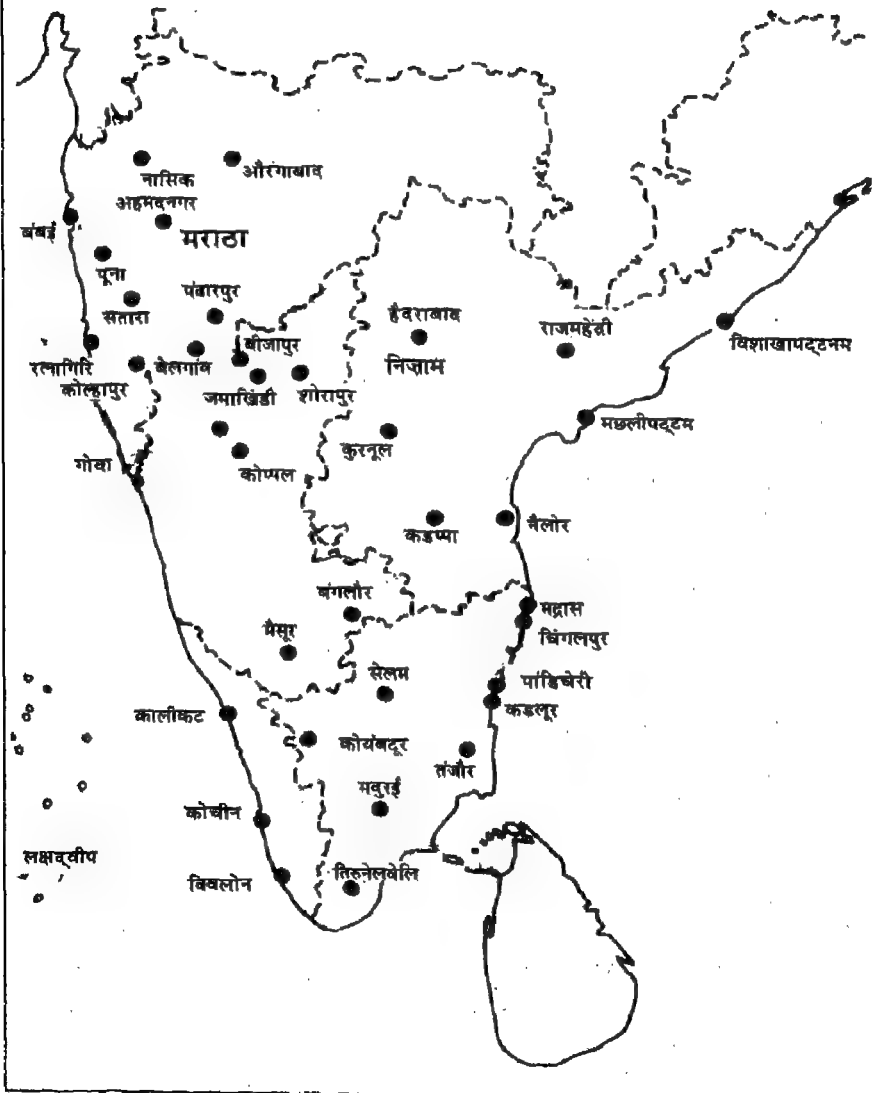 नासिक
औरंगाबाद
अहमदनगर
बंबई
मराठा
पूना
पंढारपुर
सतारा
हैदराबाद
राजमहेंद्री
विशाखापट्टनम
रत्नागिरि
बेलगांव
बीजापुर
निज़ाम
कोल्हापुर
जमाखिंडी
शोरापुर
मछलीपट्टम
गोवा
कोप्पल
कुरनूल
कडप्पा
नैलोर
बंगलौर
मद्रास
मैसूर
चिंगलपुर
सेलम
पांडिचेरी
कालीकट
कडलूर
कोयंबटूर
तंजौर
मदुरई
कोचीन
लक्षद्वीप
क्विलोन
तिरुनेलवेलि